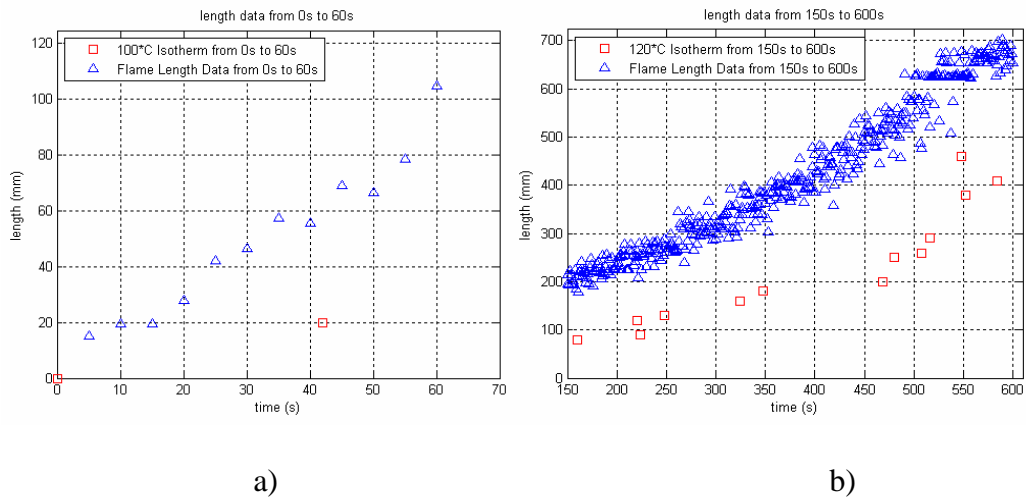 length data from 0s to 60s
120
100
80
60
40
20
0
100*C Isotherm from 0s to 60s
Flame Length Data from 0s to 60s
length (mm)
0 10 20 30 40 50 60 70
time (s)
a)
length data from 150s to 600s
700
600
500
400
300
200
100
0
120*C Isotherm from 150s to 600s
Flame Length Data from 150s to 600s
length (mm)
150 200 250 300 350 400 450 500 550 600
time (s)
b)